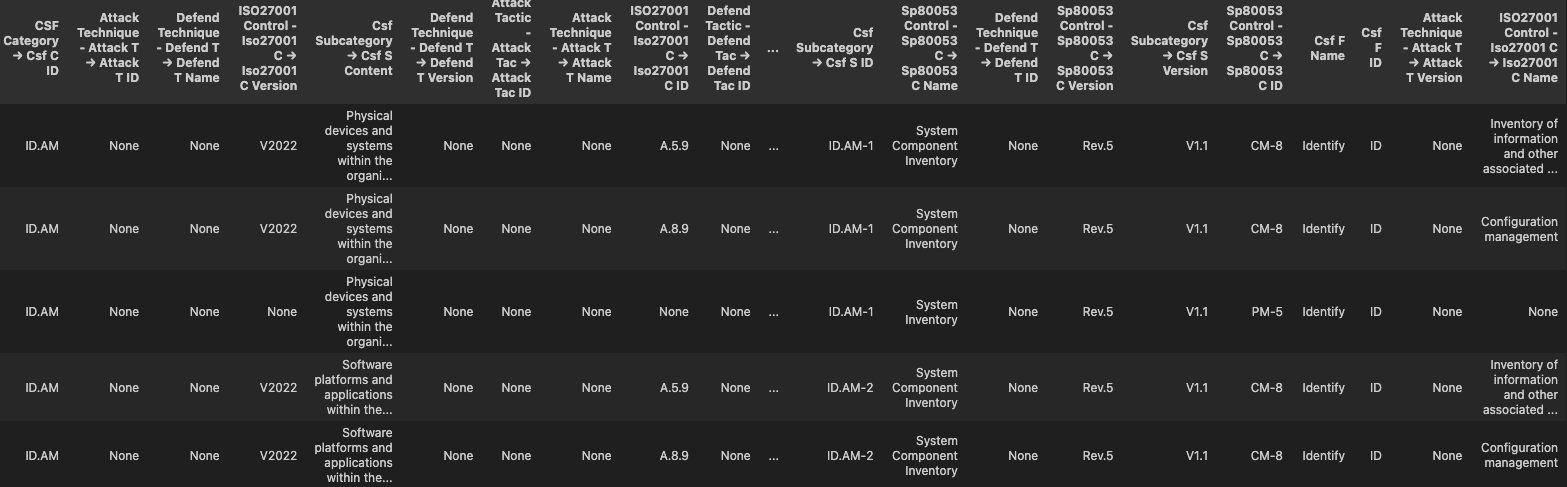 CSF Category → Csf C ID	Attack Technique - Attack T → Attack T ID	Defend Technique - Defend T → Defend T Name	ISO27001 Control - Iso27001 C → Iso27001 C Version	Csf Subcategory → Csf S Content	Defend Technique - Defend T → Defend T Version	Attack Tactic - Attack Tac → Attack Tac ID	Attack Technique - Attack T → Attack T Name	ISO27001 Control - Iso27001 C → Iso27001 C ID	Defend Tactic - Defend Tac → Defend Tac ID	...	Csf Subcategory → Csf S ID	Sp80053 Control - Sp80053 C → Sp80053 C Name	Defend Technique - Defend T → Defend T ID	Sp80053 Control - Sp80053 C → Sp80053 C Version	Csf Subcategory → Csf S Version	Sp80053 Control - Sp80053 C → Sp80053 C ID	Csf F Name	Csf F ID	Attack Technique - Attack T → Attack T Version	ISO27001 Control - Iso27001 C → Iso27001 C Name
ID.AM	None	None	V2022	Physical devices and systems within the organi...	None	None	None	A.5.9	None	...	ID.AM-1	System Component Inventory	None	Rev.5	V1.1	CM-8	Identify	ID	None	Inventory of information and other associated ...
ID.AM	None	None	V2022	Physical devices and systems within the organi...	None	None	None	A.8.9	None	...	ID.AM-1	System Component Inventory	None	Rev.5	V1.1	CM-8	Identify	ID	None	Configuration management
ID.AM	None	None	None	Physical devices and systems within the organi...	None	None	None	None	None	...	ID.AM-1	System Inventory	None	Rev.5	V1.1	PM-5	Identify	ID	None	None
ID.AM	None	None	V2022	Software platforms and applications within the...	None	None	None	A.5.9	None	...	ID.AM-2	System Component Inventory	None	Rev.5	V1.1	CM-8	Identify	ID	None	Inventory of information and other associated ...
ID.AM	None	None	V2022	Software platforms and applications within the...	None	None	None	A.8.9	None	...	ID.AM-2	System Component Inventory	None	Rev.5	V1.1	CM-8	Identify	ID	None	Configuration management